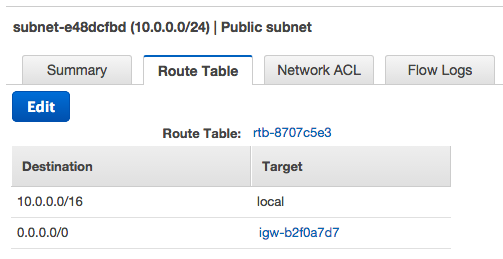 subnet-e48dcfbd (10.0.0.0/24) | Public subnet
Summary Route Table Network ACL Flow Logs
Edit
Route Table: rtb-8707c5e3
Destination Target
10.0.0.0/16 local
0.0.0.0/0 igw-b2f0a7d7